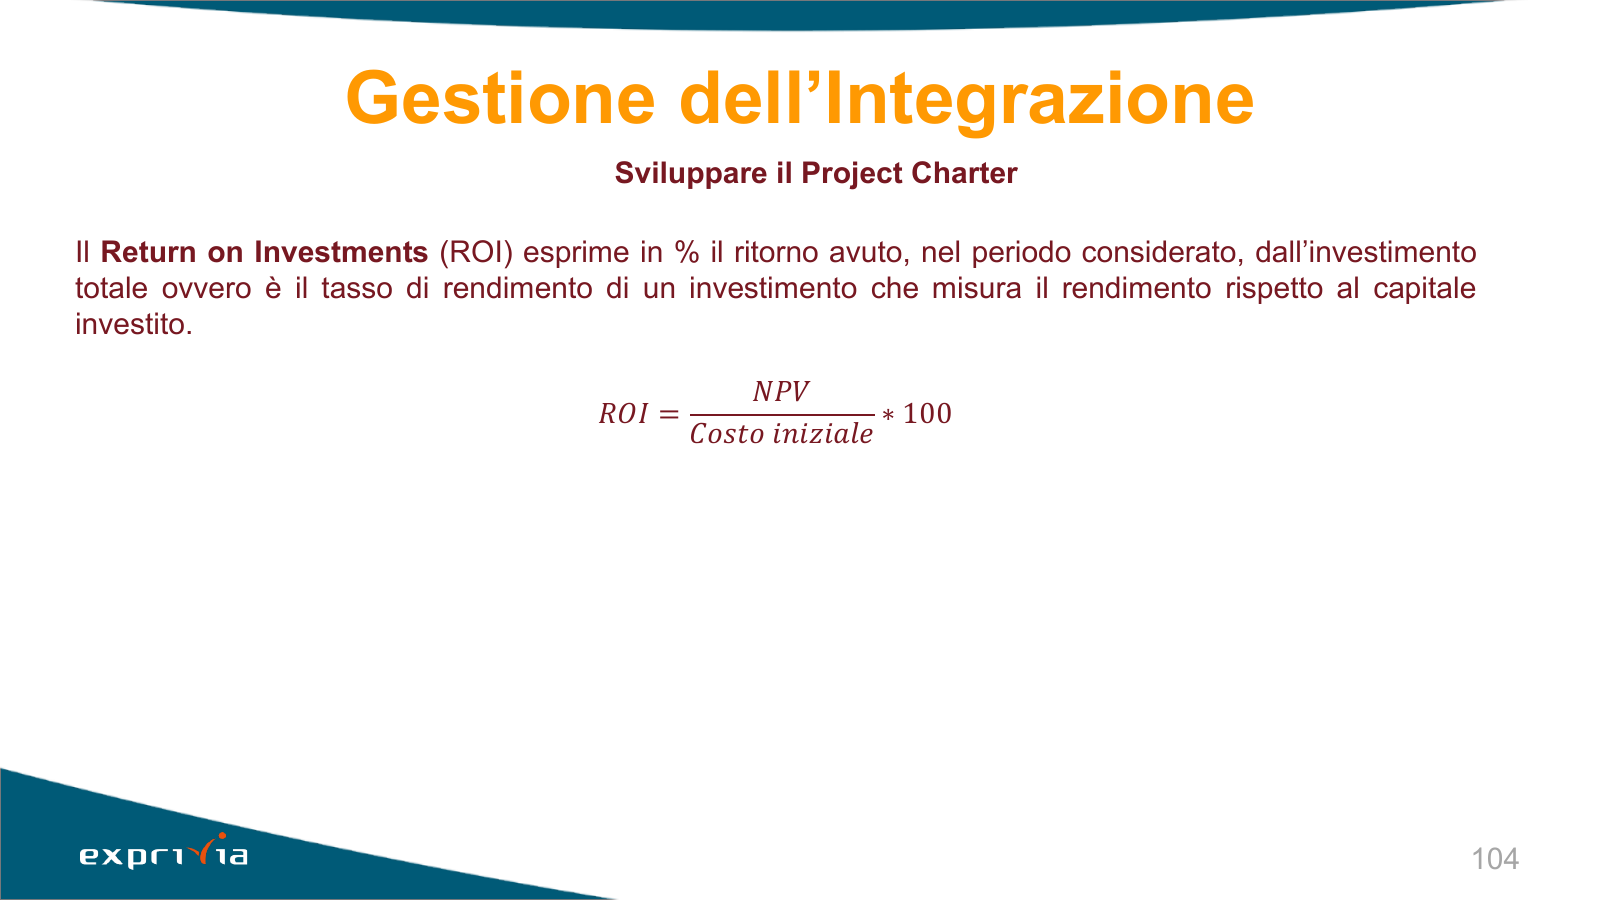 Gestione dell’Integrazione
Sviluppare il Project Charter
Il Return on Investments (ROI) esprime in % il ritorno avuto, nel periodo considerato, dall’investimento
totale ovvero è il tasso di rendimento di un investimento che misura il rendimento rispetto al capitale
investito.
ROI = NPV / Costo iniziale * 100
exprivia
104